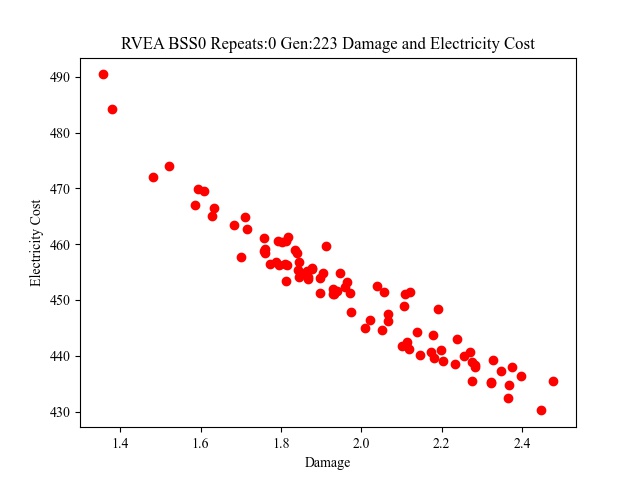 RVEA BSS0 Repeats:0 Gen:223 Damage and Electricity Cost
490
480
470
460
450
440
430
Electricity Cost
1.4 1.6 1.8 2.0 2.2 2.4
Damage